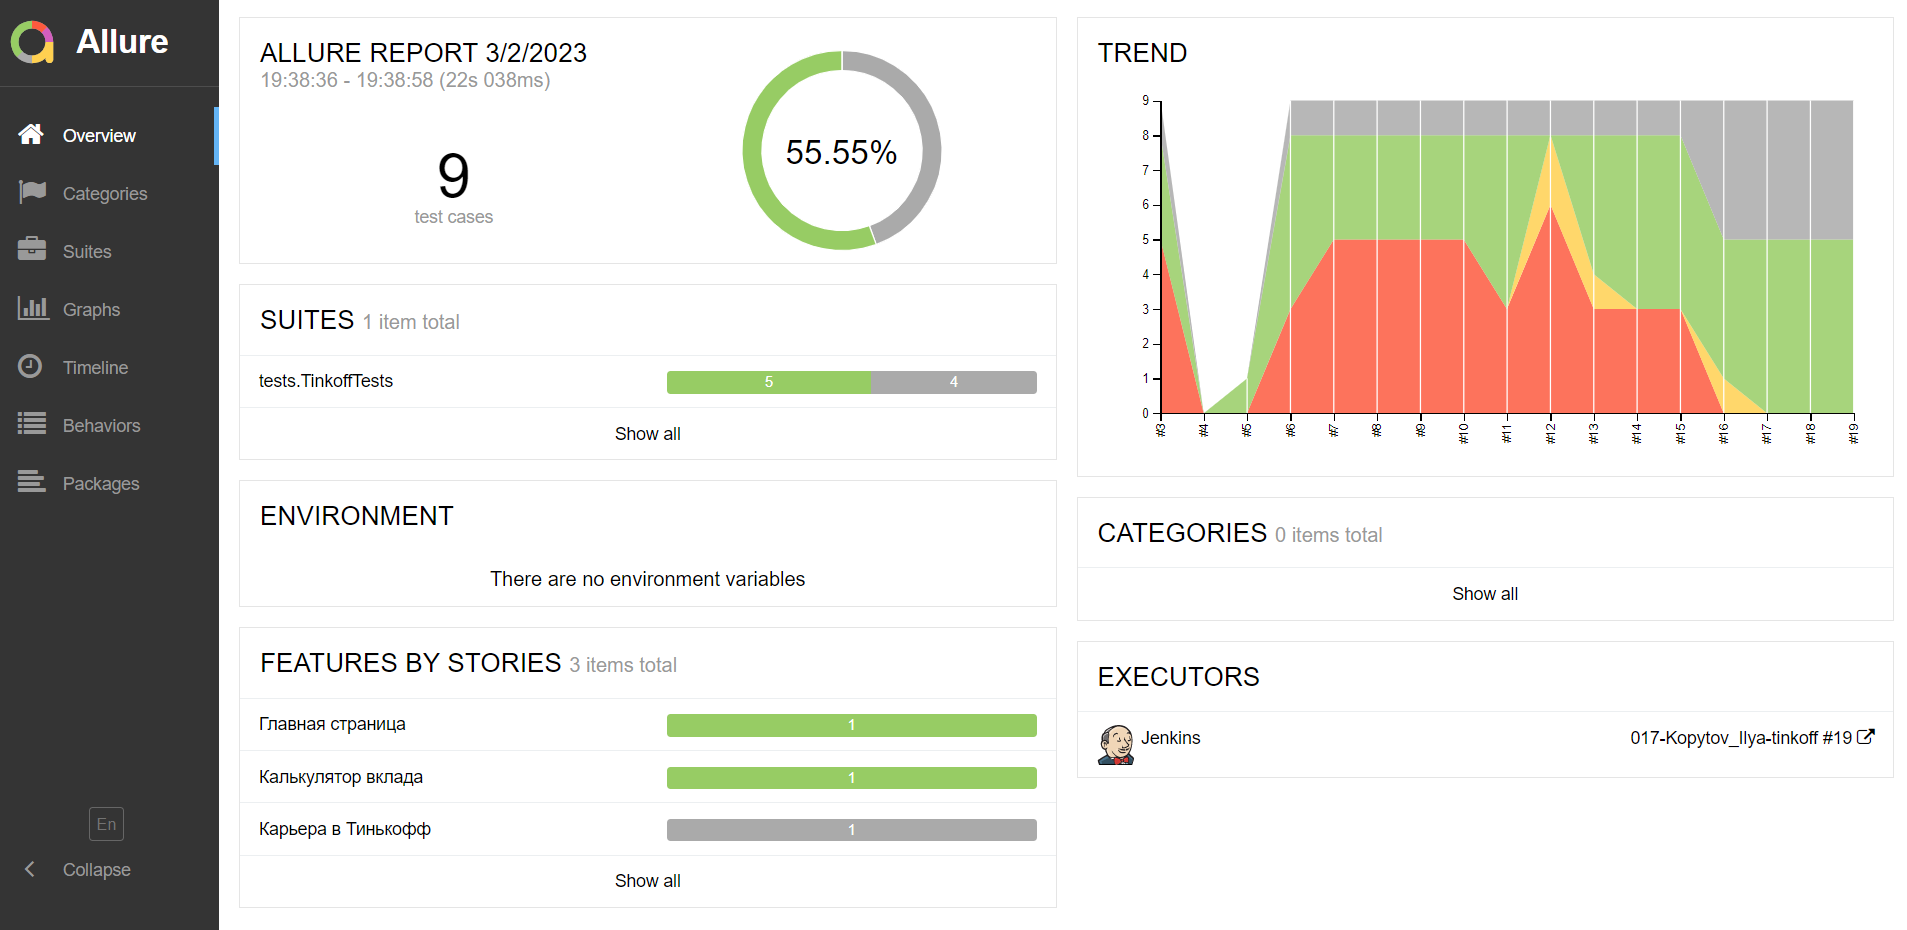 Allure
Overview
Categories
Suites
Graphs
Timeline
Behaviors
Packages
En
Collapse
ALLURE REPORT 3/2/2023
19:38:36 - 19:38:58 (22s 038ms)
9
test cases
55.55%
SUITES 1 item total
tests.TinkoffTests 5 4
Show all
ENVIRONMENT
There are no environment variables
FEATURES BY STORIES 3 items total
Главная страница 1
Калькулятор вклада 1
Карьера в Тинькофф 1
Show all
TREND
9
8
7
6
5
4
3
2
1
0
#3 #4 #5 #6 #7 #8 #9 #10 #11 #12 #13 #14 #15 #16 #17 #18 #19
CATEGORIES 0 items total
Show all
EXECUTORS
Jenkins 017-Kopytov_Ilya-tinkoff #19